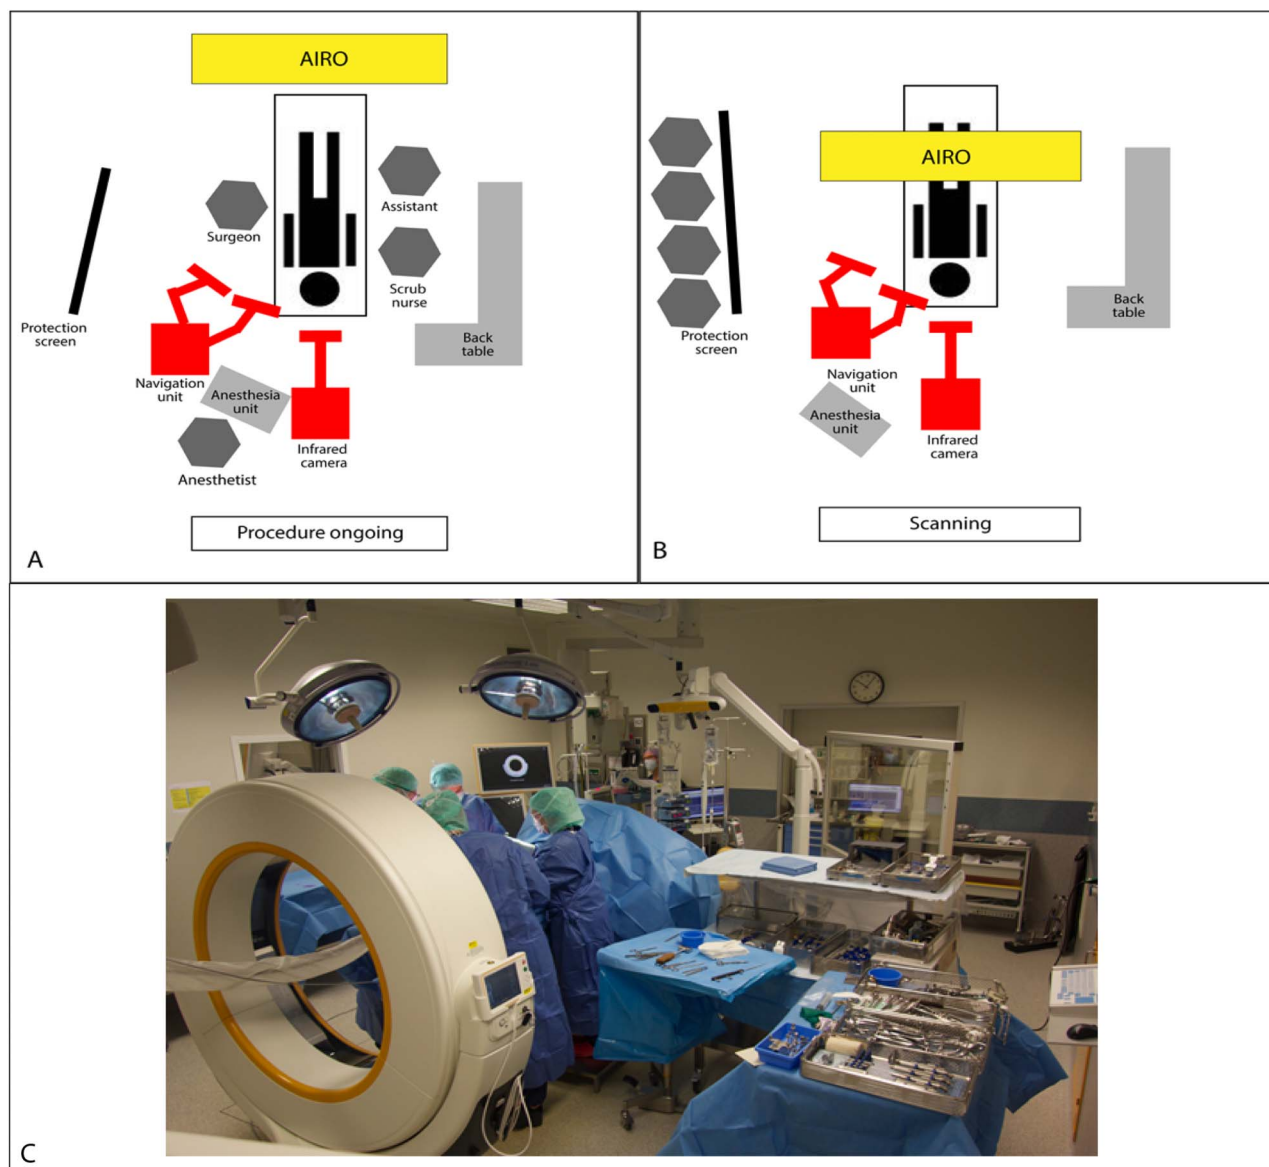 AIRO
Assistant
Surgeon
Scrub
nurse
Protection
screen
Back
table
Navigation
unit
Anesthesia
unit
Infrared
camera
Anesthetist
Procedure ongoing
A
AIRO
Back
table
Protection
screen
Navigation
unit
Anesthesia
unit
Infrared
camera
Scanning
B
C